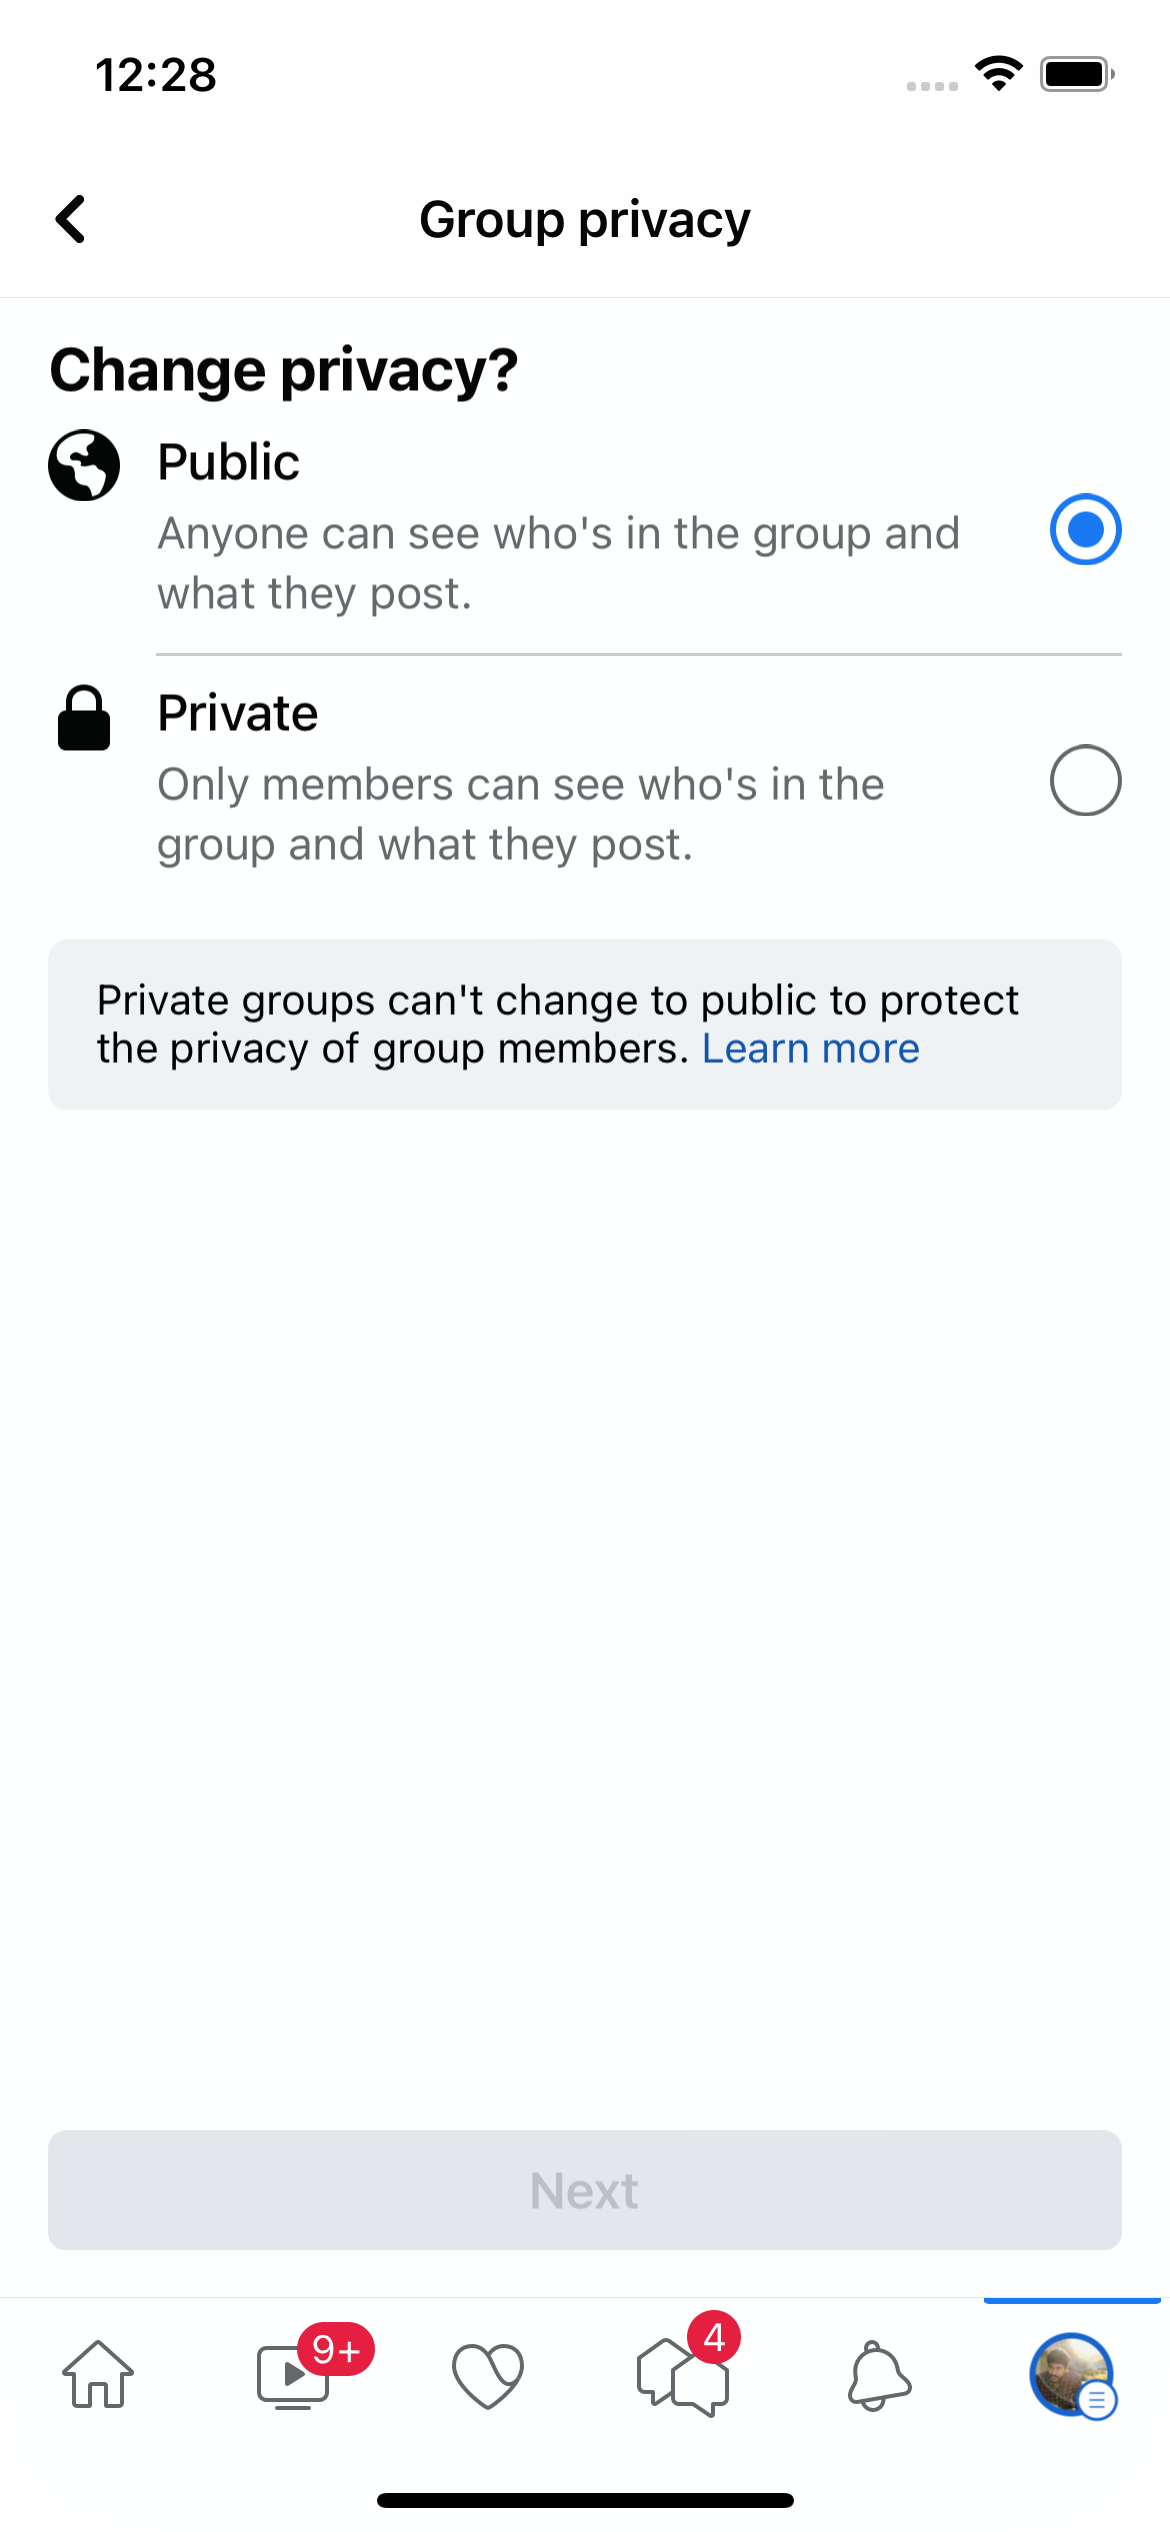 12:28
Group privacy
Change privacy?
Public
Anyone can see who's in the group and
what they post.
Private
Only members can see who's in the
group and what they post.
Private groups can't change to public to protect
the privacy of group members. Learn more
Next
9+
4